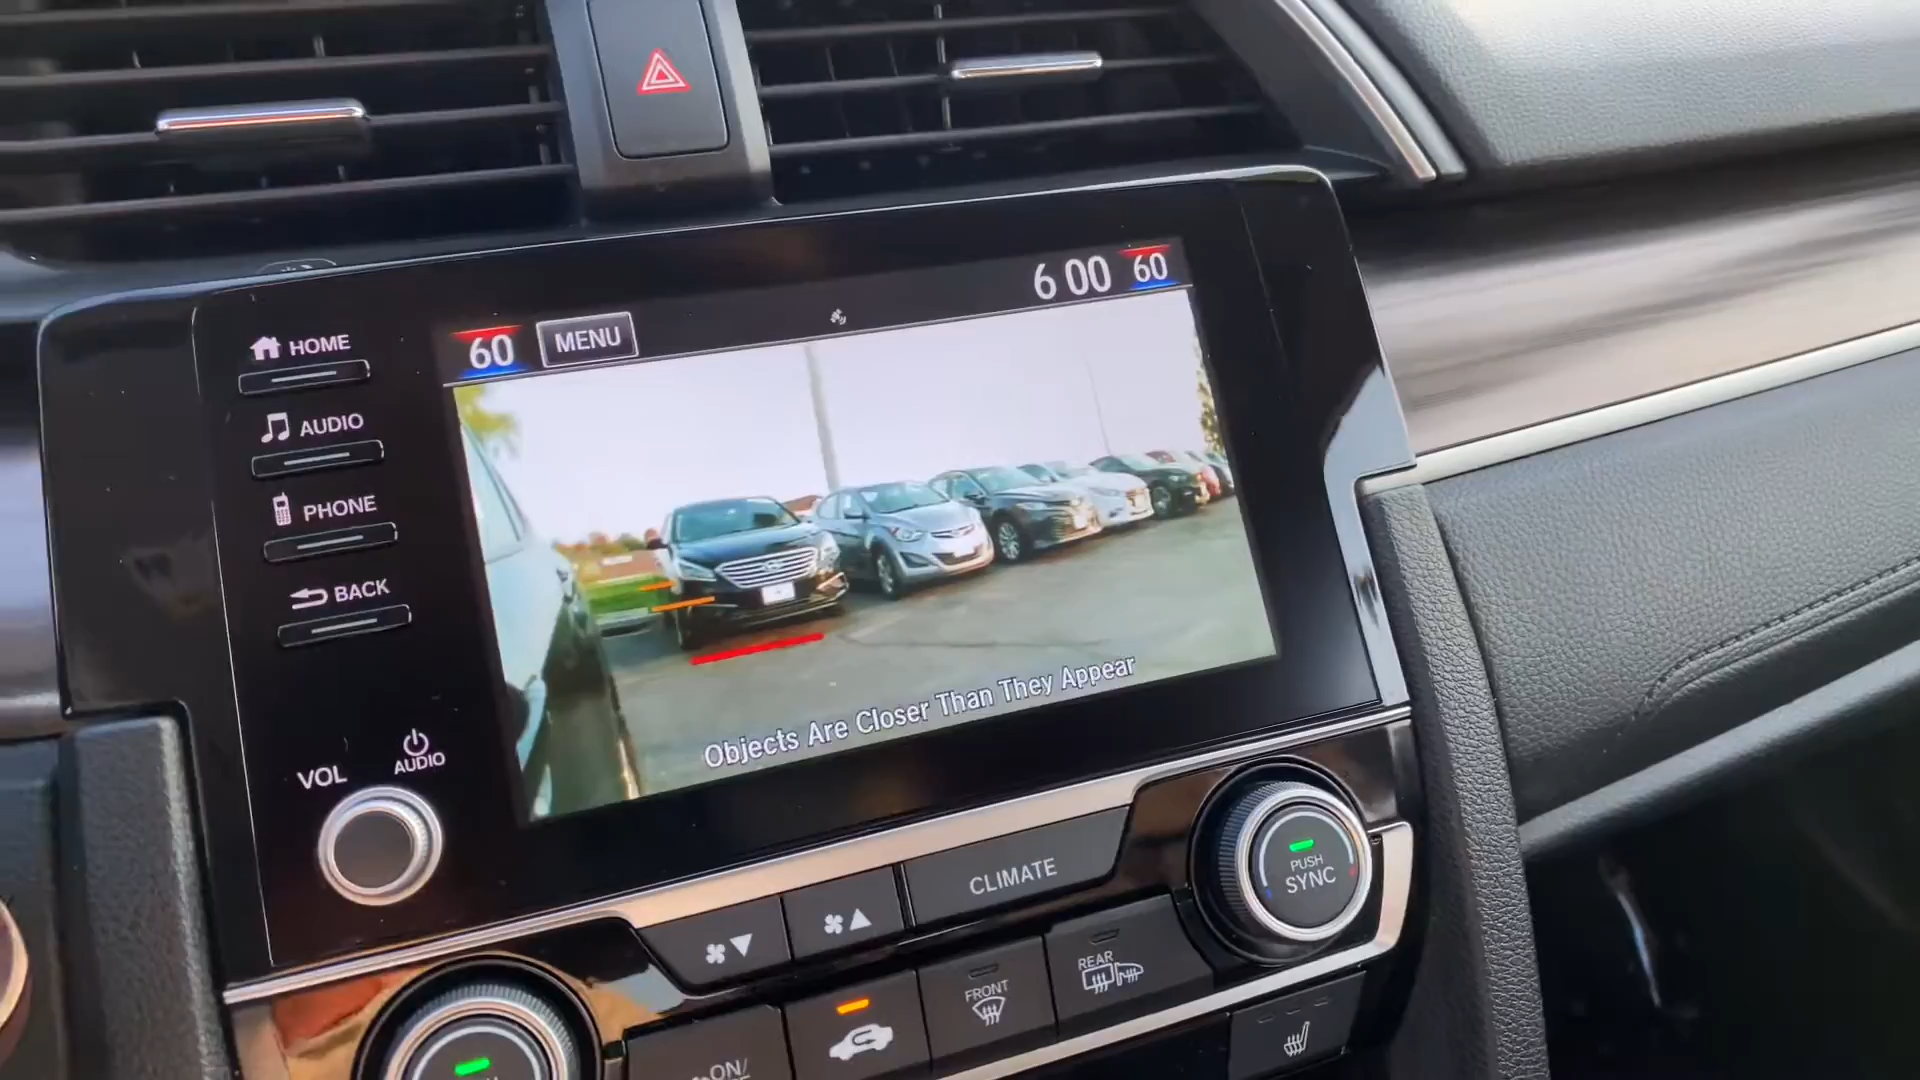 6 00 60
60 MENU
HOME
AUDIO
PHONE
BACK
Objects Are Closer Than They Appear
VOL
AUDIO
CLIMATE
PUSH
SYNC
FRONT
REAR
ON/